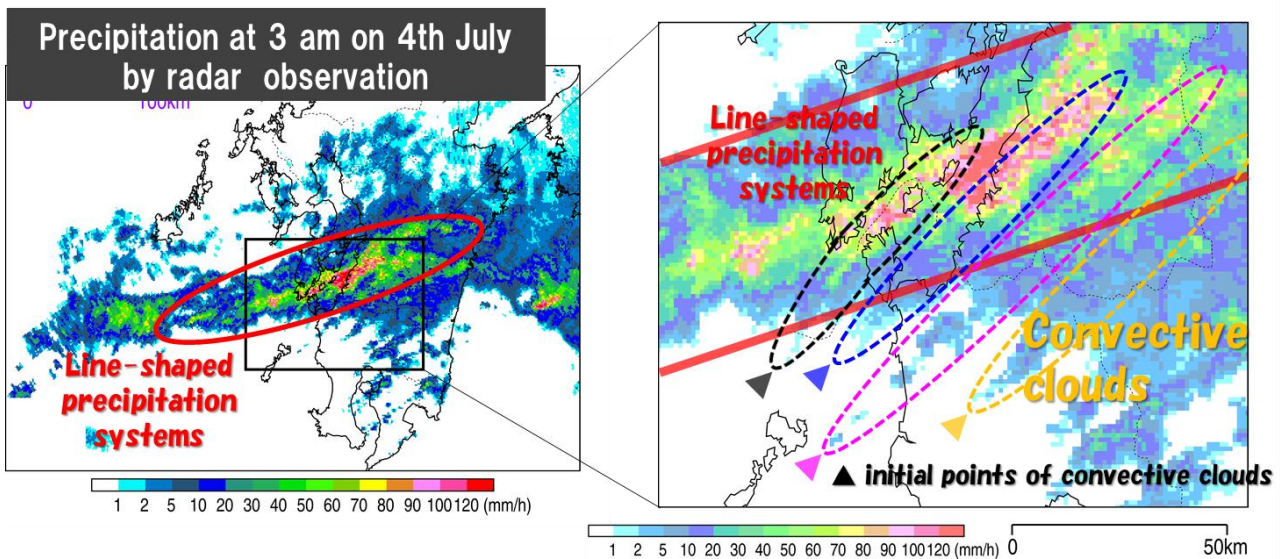 Precipitation at 3 am on 4th July
by radar observation
0 100km
Line-shaped
precipitation
systems
1 2 5 10 20 30 40 50 60 70 80 90 100 120 (mm/h)
Line-shaped
precipitation
systems
Convective
clouds
▲ initial points of convective clouds
1 2 5 10 20 30 40 50 60 70 80 90 100 120 (mm/h)
0 50km